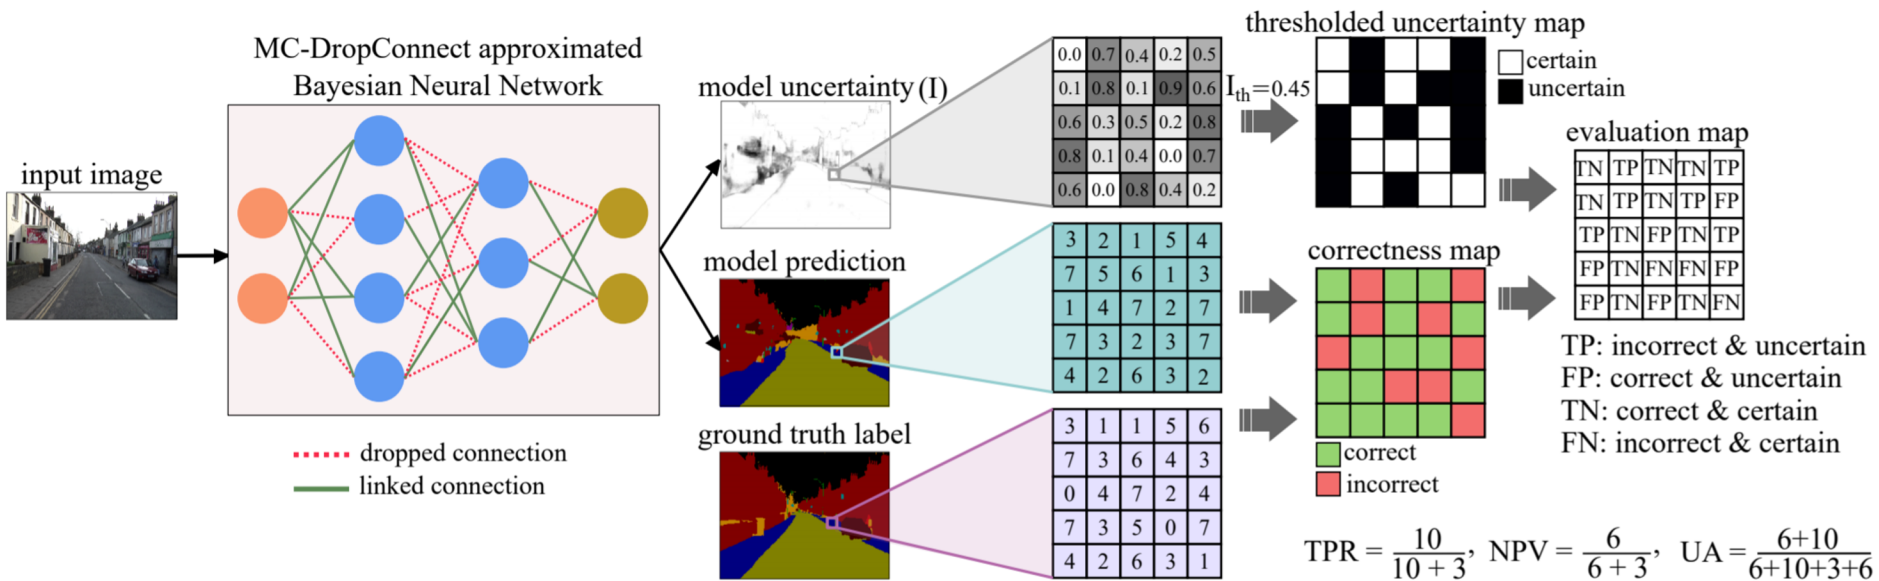 input image
MC-DropConnect approximated
Bayesian Neural Network
dropped connection
linked connection
model uncertainty (I)
model prediction
ground truth label
0.0 0.7 0.4 0.2 0.5
0.1 0.8 0.1 0.9 0.6
0.6 0.3 0.5 0.2 0.8
0.8 0.1 0.4 0.0 0.7
0.6 0.0 0.8 0.4 0.2
3 2 1 5 4
7 5 6 1 3
1 4 7 2 7
7 3 2 3 7
4 2 6 3 2
3 1 1 5 6
7 3 6 4 3
0 4 7 2 4
7 3 5 0 7
4 2 6 3 1
I_th=0.45
thresholded uncertainty map
certain
uncertain
correctness map
correct
incorrect
evaluation map
TN TP TN TN TP
TN TP TN TP FP
TP TN FP TN TP
FP TN FN FN FP
FP TN FP TN FN
TP: incorrect & uncertain
FP: correct & uncertain
TN: correct & certain
FN: incorrect & certain
TPR = 10 / (10 + 3), NPV = 6 / (6 + 3), UA = (6+10) / (6+10+3+6)